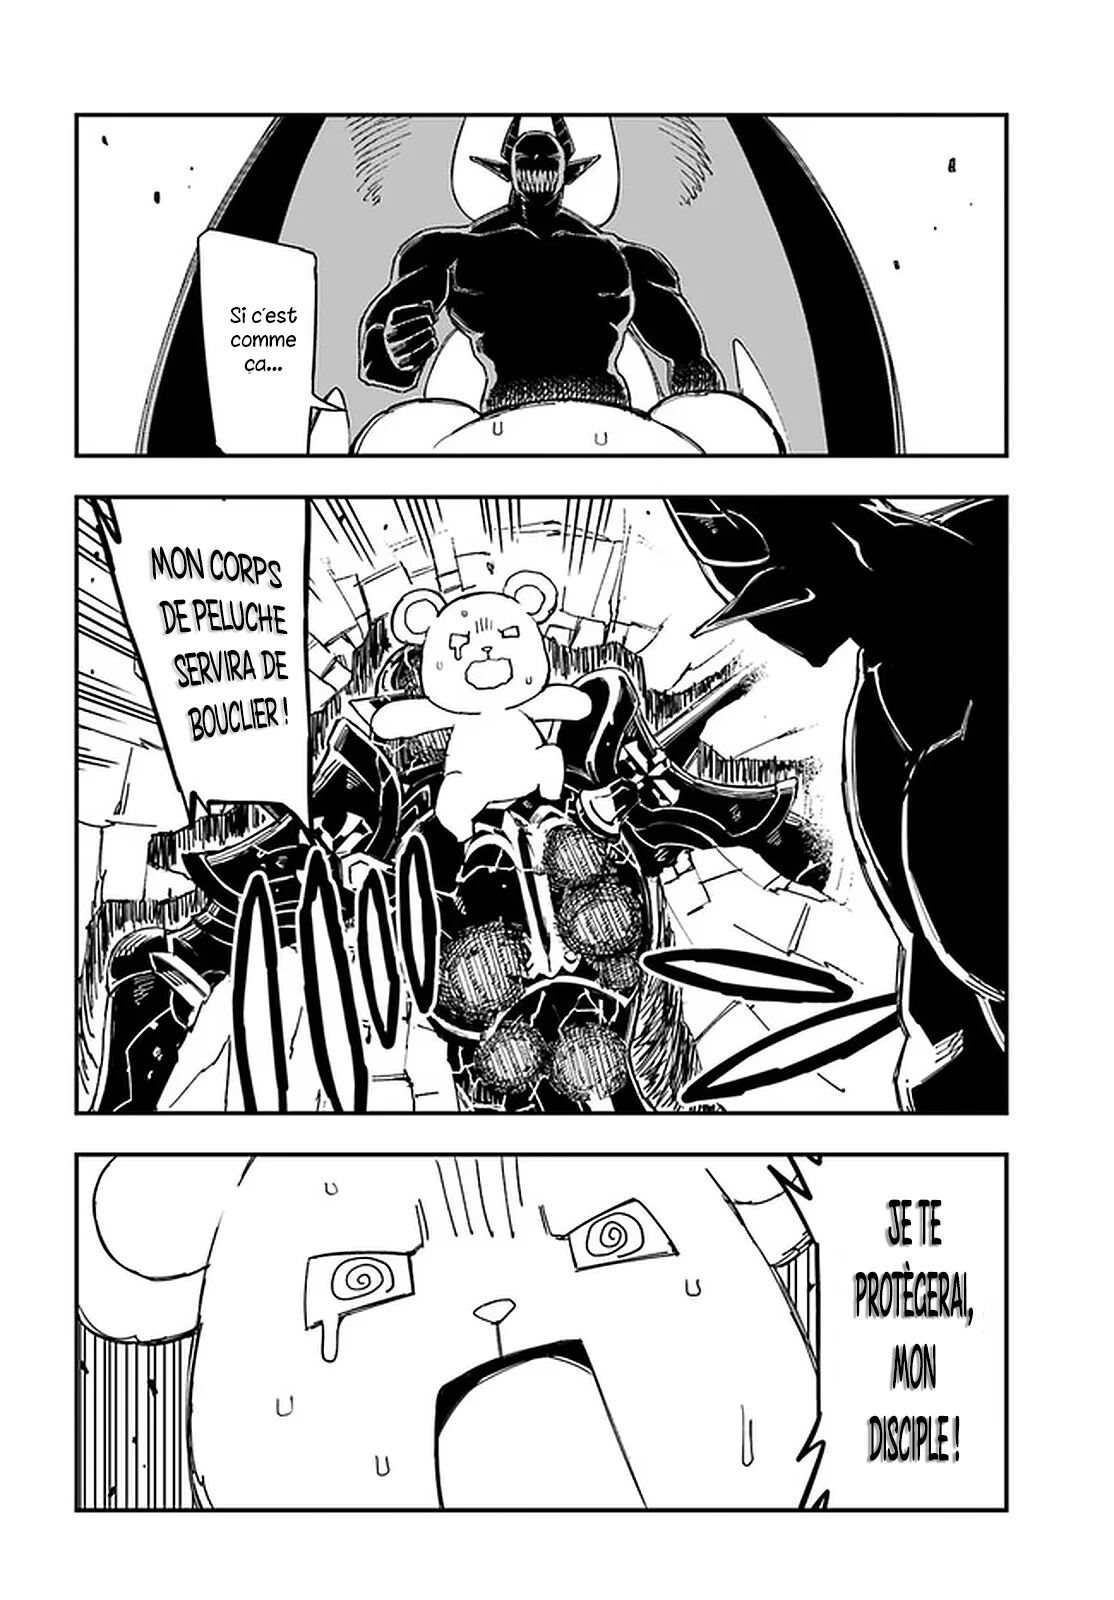 Si c'est
comme
ça...
MON CORPS
DE PELUCHE
SERVIRA DE
BOUCLIER !
JE TE
PROTÈGERAI,
MON
DISCIPLE !